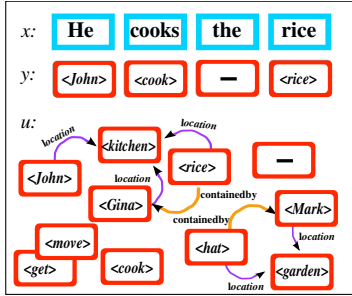 x: He cooks the rice
y: <John> <cook> – <rice>
u:
location
<kitchen>
location
<John>
<rice>
–
location
<Gina>
containedby
containedby
<Mark>
<move>
<hat>
location
<get>
<cook>
location
<garden>